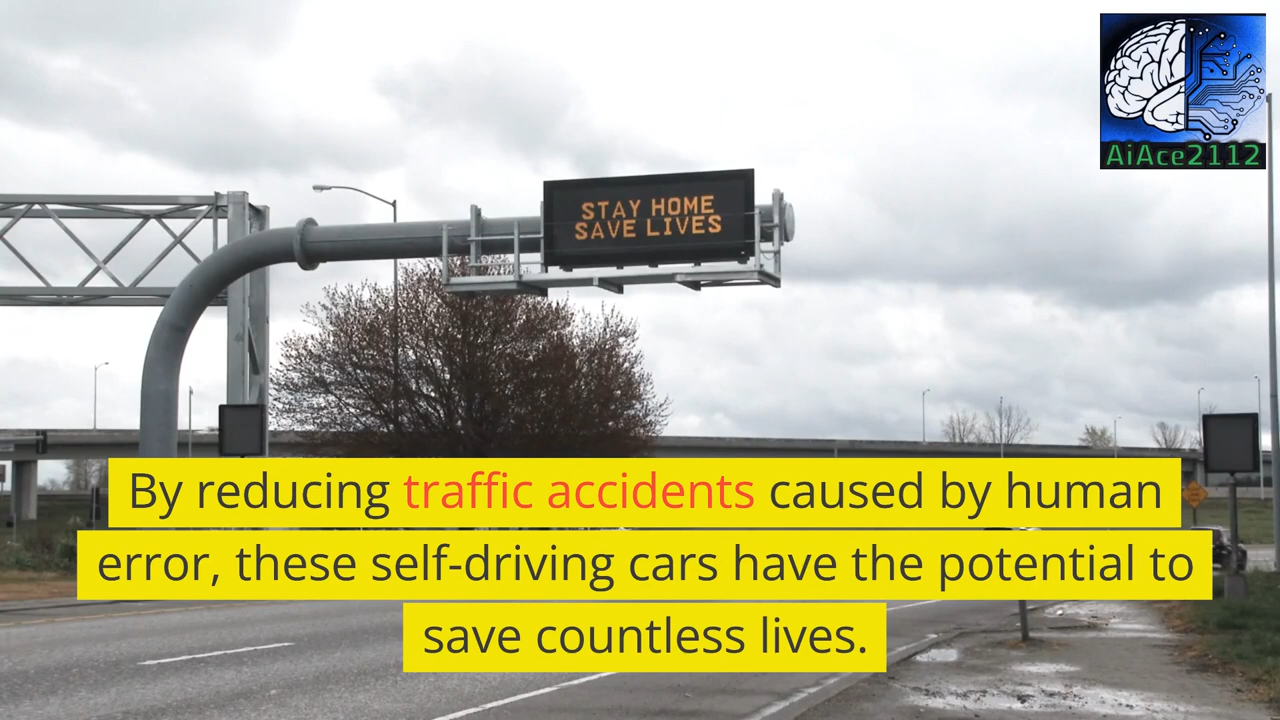 AiAce2112
STAY HOME
SAVE LIVES
By reducing traffic accidents caused by human
error, these self-driving cars have the potential to
save countless lives.